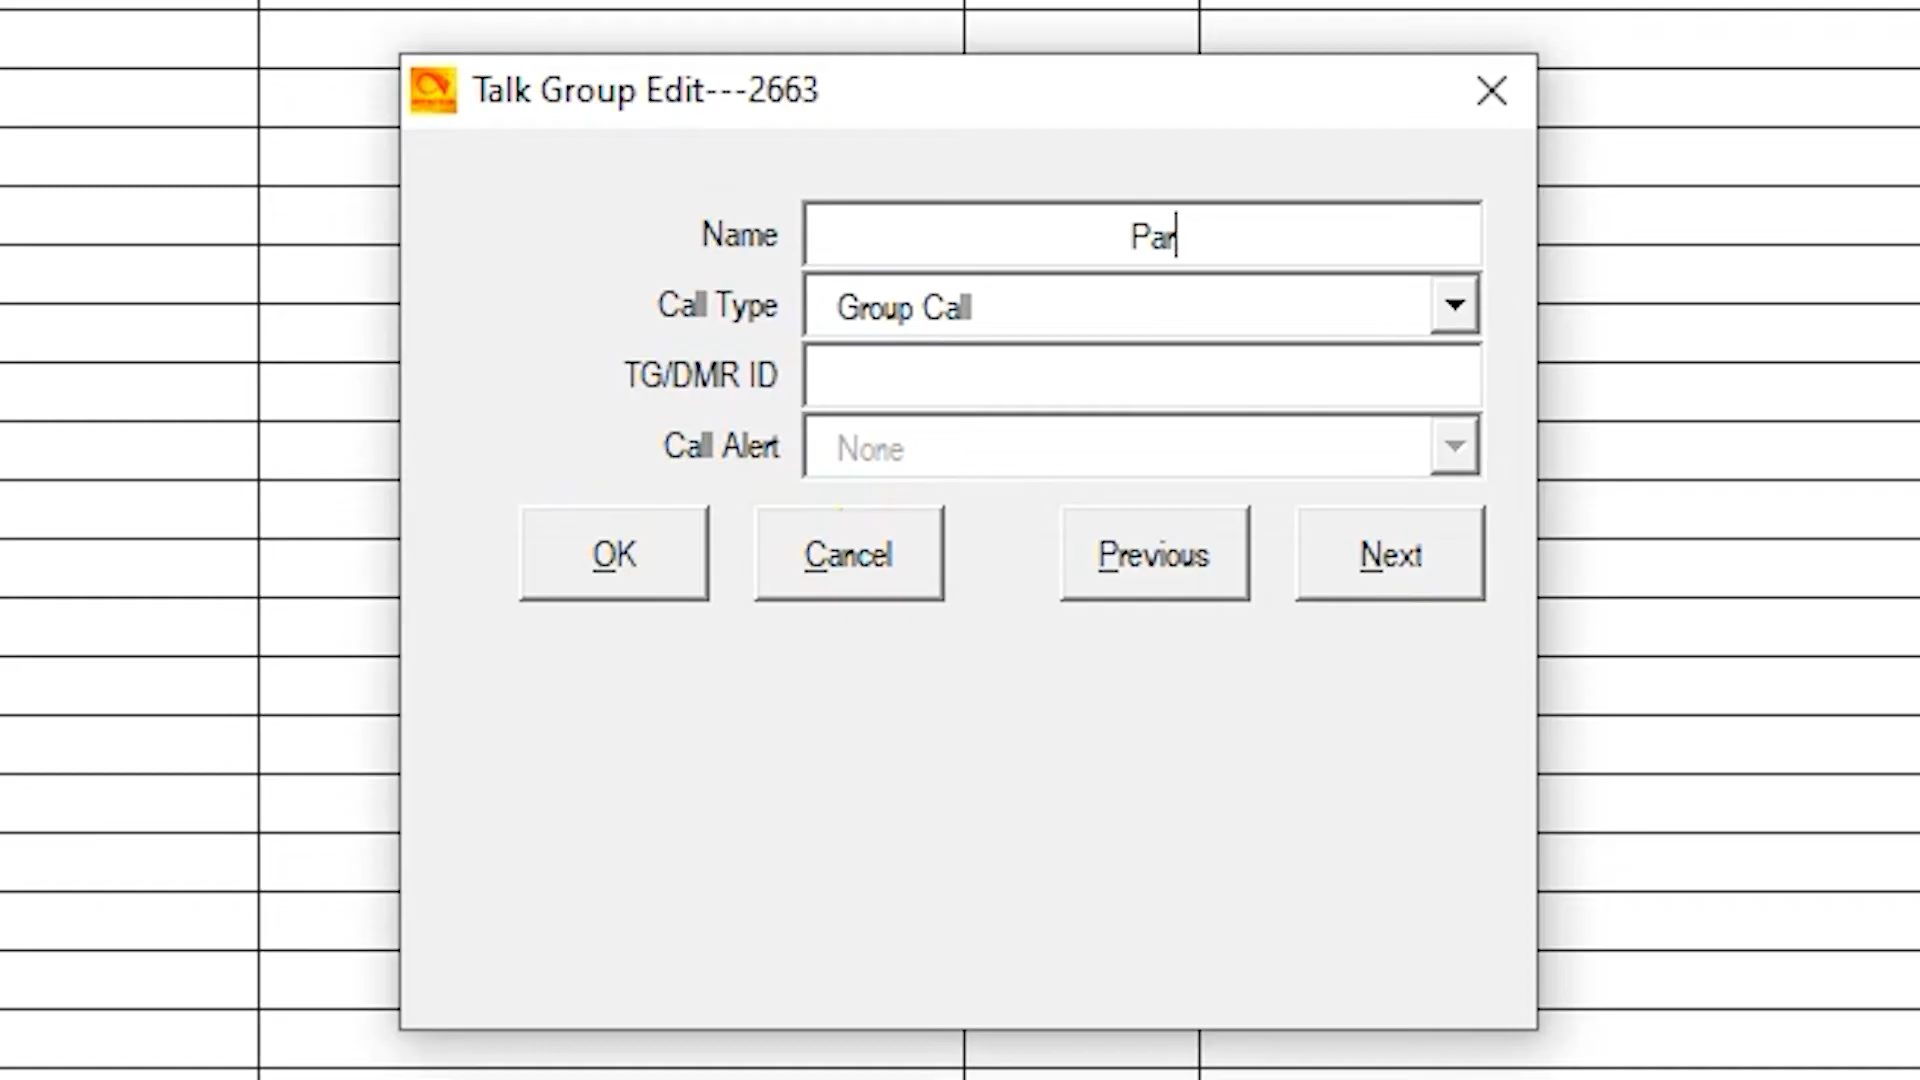 Talk Group Edit---2663
Name Par
Call Type Group Call
TG/DMR ID
Call Alert None
OK Cancel Previous Next